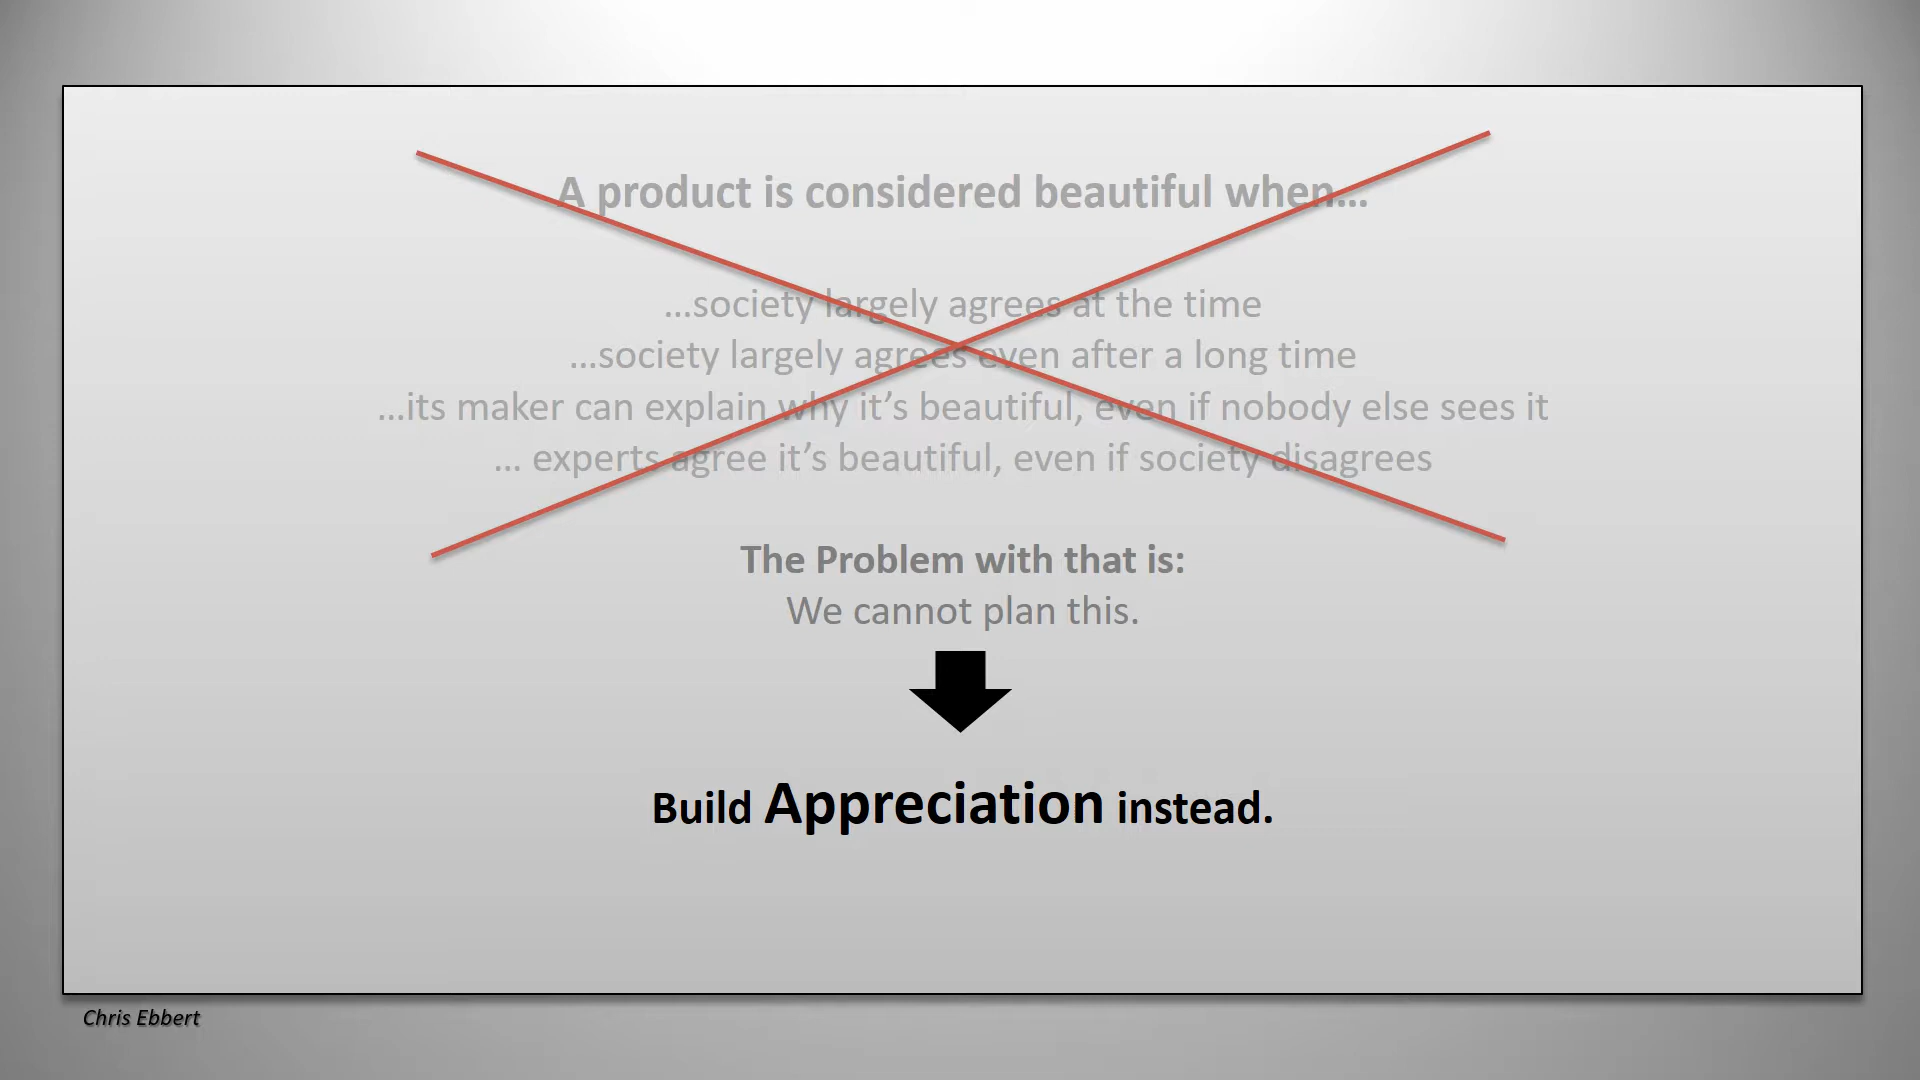 A product is considered beautiful when...
...society largely agrees at the time
...society largely agrees even after a long time
...its maker can explain why it’s beautiful, even if nobody else sees it
... experts agree it’s beautiful, even if society disagrees
The Problem with that is:
We cannot plan this.
Build Appreciation instead.
Chris Ebbert